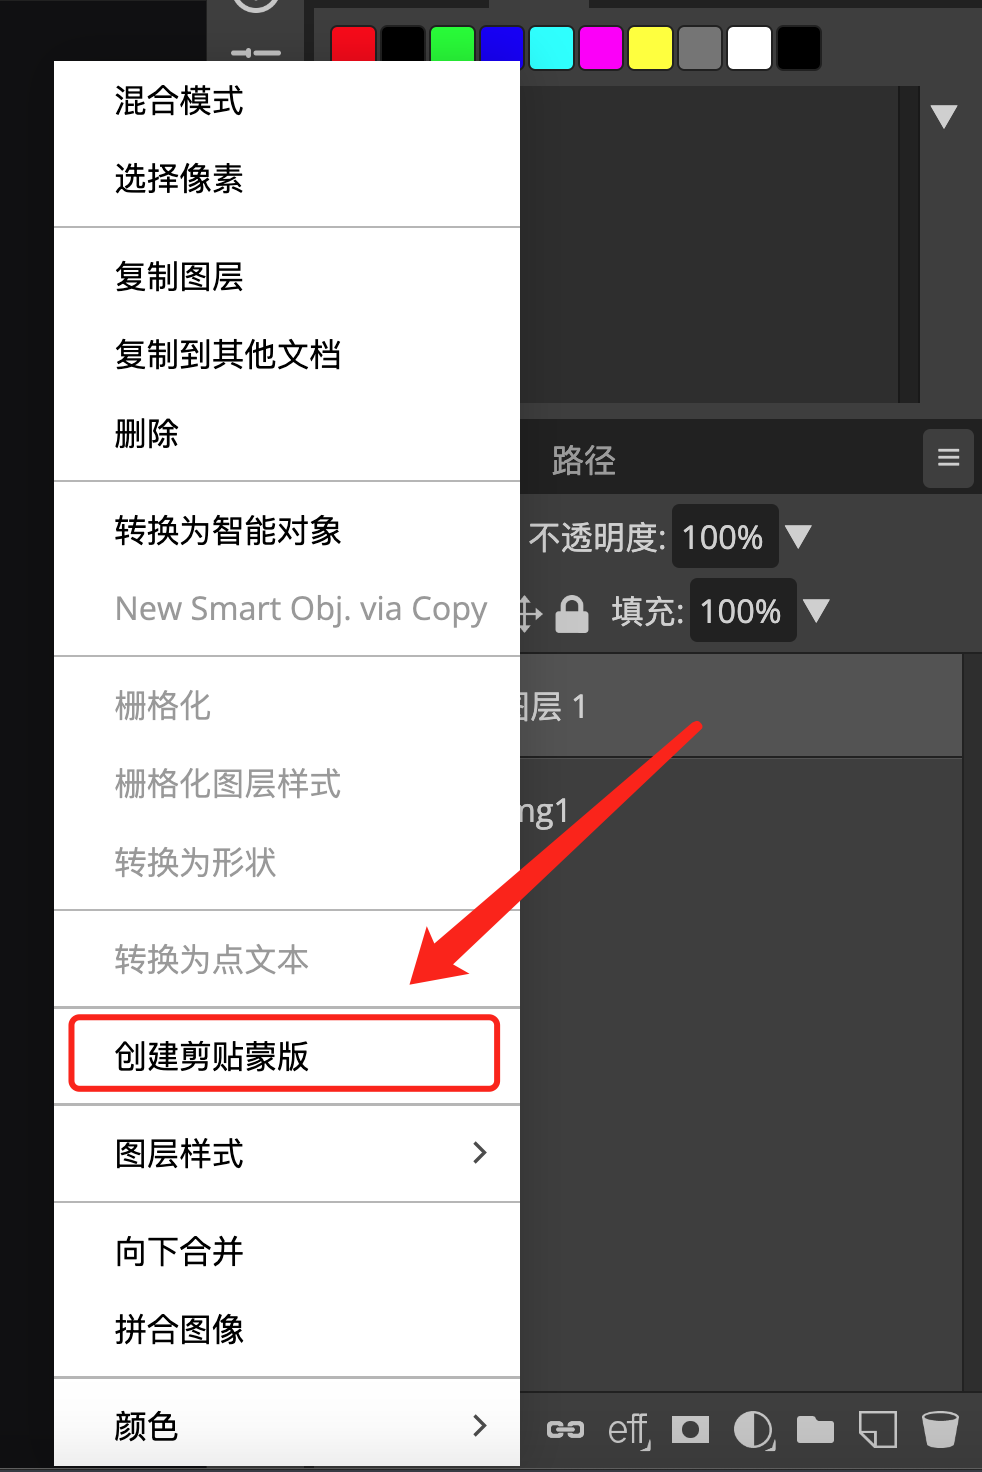 混合模式
选择像素
复制图层
复制到其他文档
删除
转换为智能对象
New Smart Obj. via Copy
栅格化
栅格化图层样式
转换为形状
转换为点文本
创建剪贴蒙版
图层样式
向下合并
拼合图像
颜色
路径
不透明度: 100%
填充: 100%
图层 1
mg1
eff